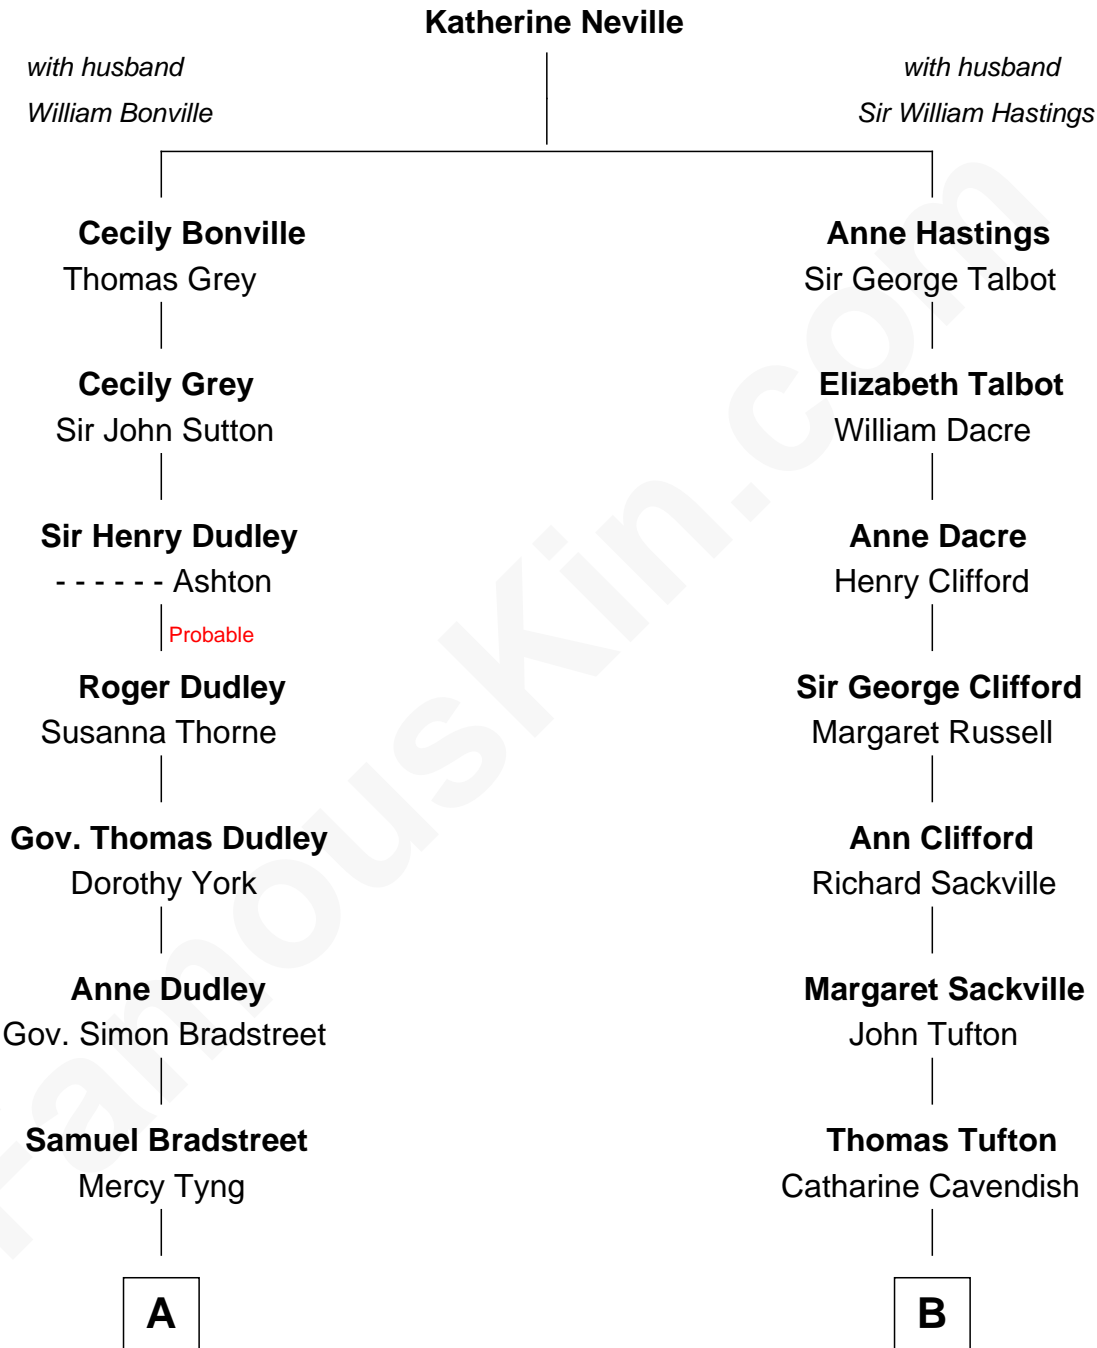 Katherine Neville
with husband
William Bonville
with husband
Sir William Hastings
Cecily Bonville
Thomas Grey
Anne Hastings
Sir George Talbot
Cecily Grey
Sir John Sutton
Elizabeth Talbot
William Dacre
Sir Henry Dudley
- - - - - - Ashton
Anne Dacre
Henry Clifford
Probable
Roger Dudley
Susanna Thorne
Sir George Clifford
Margaret Russell
Gov. Thomas Dudley
Dorothy York
Ann Clifford
Richard Sackville
Anne Dudley
Gov. Simon Bradstreet
Margaret Sackville
John Tufton
Samuel Bradstreet
Mercy Tyng
Thomas Tufton
Catharine Cavendish
A
B
FamousKin.com